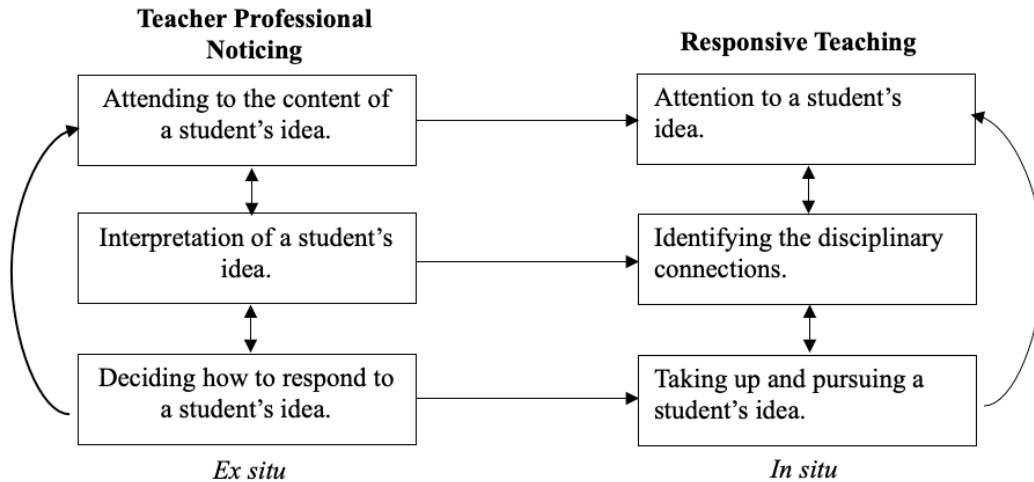 Teacher Professional
Noticing
Attending to the content of
a student’s idea.
Interpretation of a student’s
idea.
Deciding how to respond to
a student’s idea.
Ex situ
Responsive Teaching
Attention to a student’s
idea.
Identifying the disciplinary
connections.
Taking up and pursuing a
student’s idea.
In situ